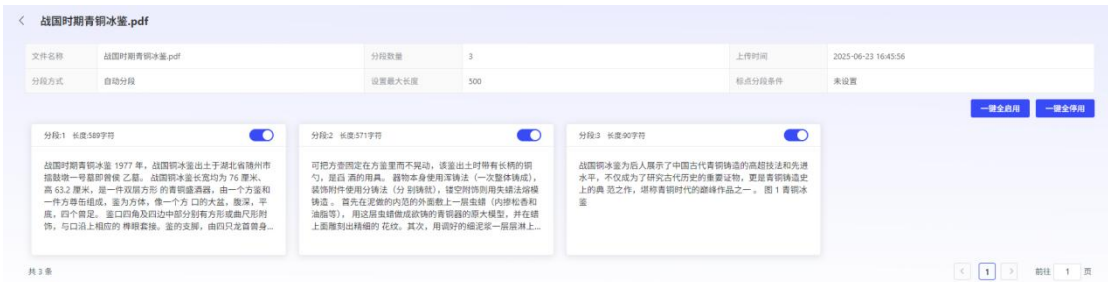 战国时期青铜冰鉴.pdf
文件名称 战国时期青铜冰鉴.pdf 分段数量 3 上传时间 2025-06-23 16:45:56
分段方式 自动分段 设置最大长度 500 标点分段条件 未设置
一键全启用 一键全停用
分段:1 长度:589字符
战国时期青铜冰鉴 1977 年，战国铜冰鉴出土于湖北省随州市
擂鼓墩一号墓即曾侯 乙墓。 战国铜冰鉴长宽均为 76 厘米、
高 63.2 厘米，是一件双层方形 的青铜盛酒器，由一个方鉴和
一件方尊缶组成，鉴为方体，像一个方 口的大盆，腹深，平
底，四个兽足。 鉴口四角及四边中部分别有方形或曲尺形附
饰，与口沿上相应的 榫眼套接。鉴的支脚，由四只龙首兽身...
分段:2 长度:571字符
可把方壶固定在方鉴里而不晃动，该鉴出土时带有长柄的铜
勺，是舀 酒的用具。 器物本身使用浑铸法（一次整体铸成），
装饰附件使用分铸法（分 别铸就），镂空附饰则用失蜡法熔模
铸造 。 首先在泥做的内范的外面敷上一层虫蜡（内掺松香和
油脂等）， 用这层虫蜡做成欲铸的青铜器的原大模型，并在蜡
上面雕刻出精细的 花纹。其次，用调好的细泥浆一层层淋上...
分段:3 长度:90字符
战国铜冰鉴为后人展示了中国古代青铜铸造的高超技法和先进
水平，不仅成为了研究古代历史的重要证物，更是青铜铸造史
上的典 范之作，堪称青铜时代的巅峰作品之一 。 图 1 青铜冰
鉴
共 3 条 1 前往 1 页